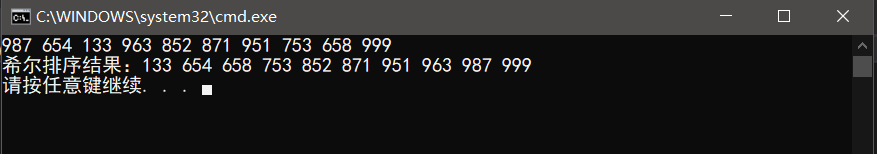 C:\WINDOWS\system32\cmd.exe
987 654 133 963 852 871 951 753 658 999
希尔排序结果：133 654 658 753 852 871 951 963 987 999
请按任意键继续. . .